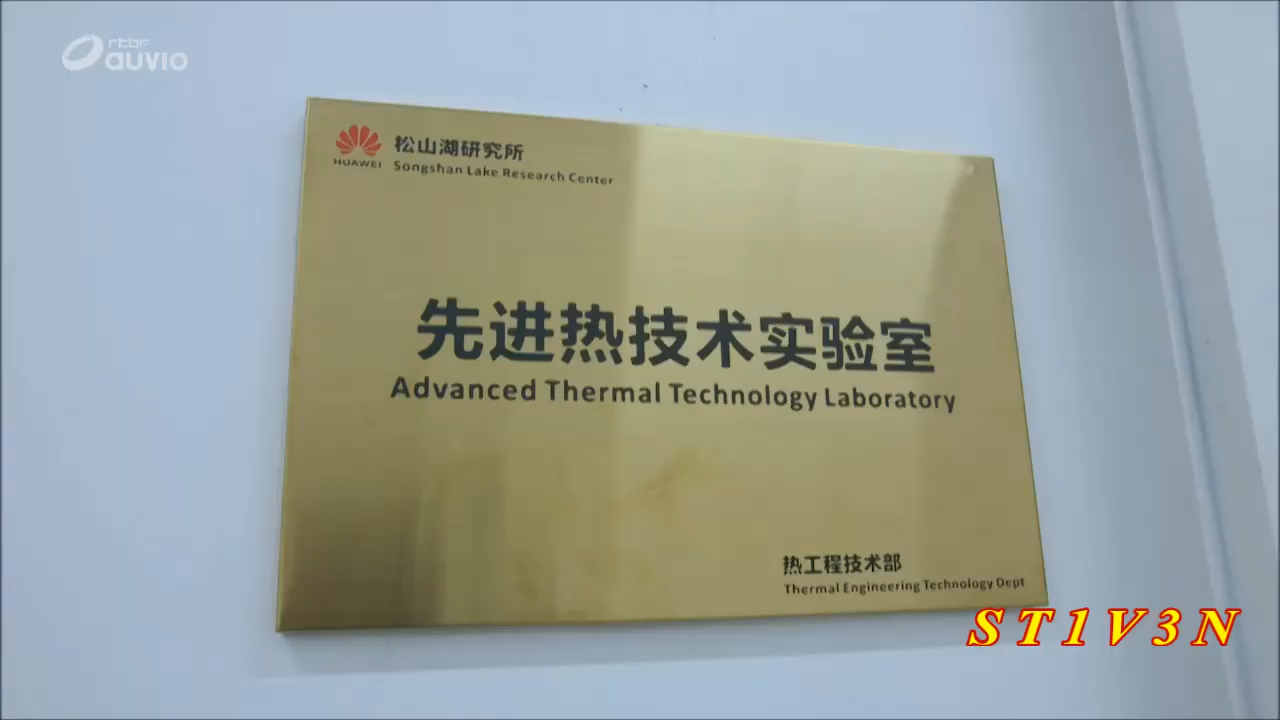 rtbf
auvio
HUAWEI
松山湖研究所
Songshan Lake Research Center
先进热技术实验室
Advanced Thermal Technology Laboratory
热工程技术部
Thermal Engineering Technology Dept
ST1V3N